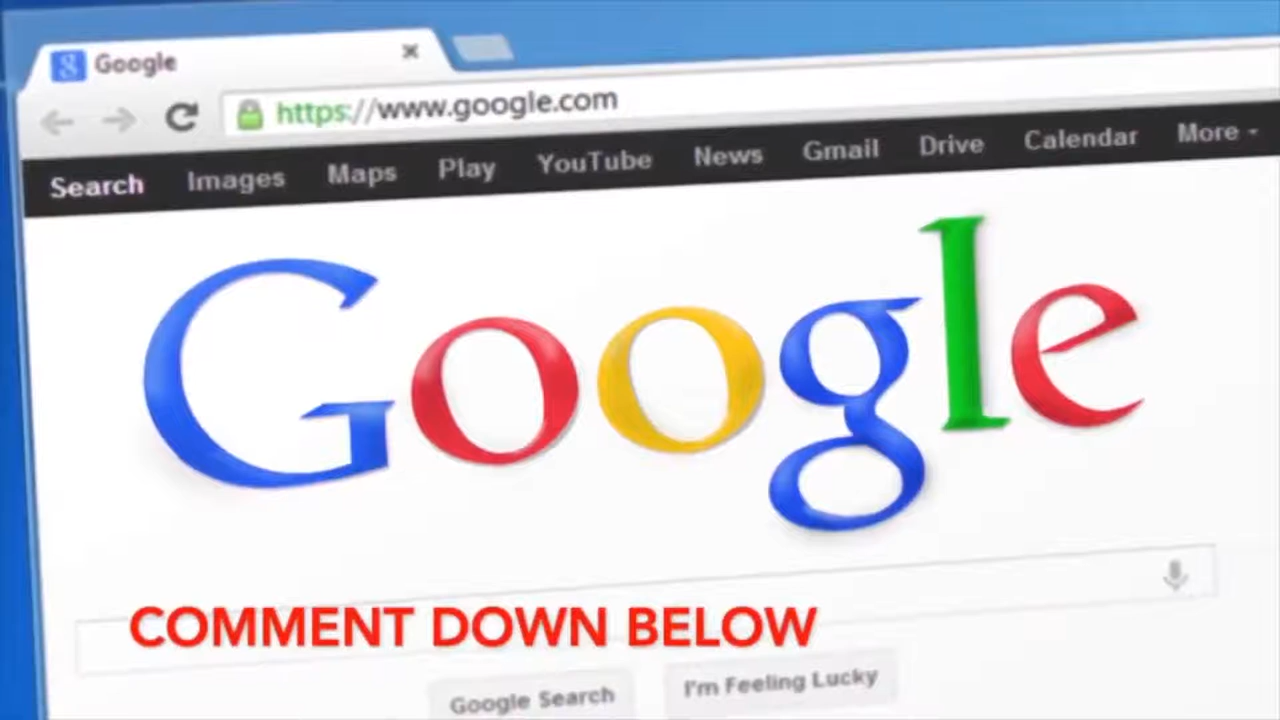 Google
https://www.google.com
Search Images Maps Play YouTube News Gmail Drive Calendar More
Google
COMMENT DOWN BELOW
Google Search I'm Feeling Lucky